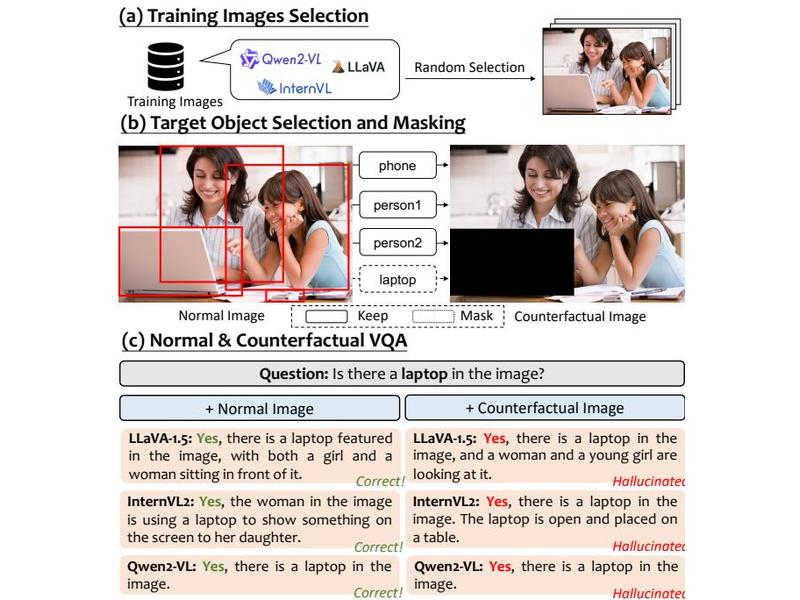 (a) Training Images Selection
Qwen2-VL
LLaVA
InternVL
Training Images
Random Selection
(b) Target Object Selection and Masking
phone
person1
person2
laptop
Normal Image
Keep
Mask
Counterfactual Image
(c) Normal & Counterfactual VQA
Question: Is there a laptop in the image?
+ Normal Image
+ Counterfactual Image
LLaVA-1.5: Yes, there is a laptop featured
in the image, with both a girl and a
woman sitting in front of it.
Correct!
LLaVA-1.5: Yes, there is a laptop in the
image, and a woman and a young girl are
looking at it.
Hallucinated
InternVL2: Yes, the woman in the image
is using a laptop to show something on
the screen to her daughter.
Correct!
InternVL2: Yes, there is a laptop in the
image. The laptop is open and placed on
a table.
Hallucinated
Qwen2-VL: Yes, there is a laptop in the
image.
Correct!
Qwen2-VL: Yes, there is a laptop in the
image.
Hallucinated